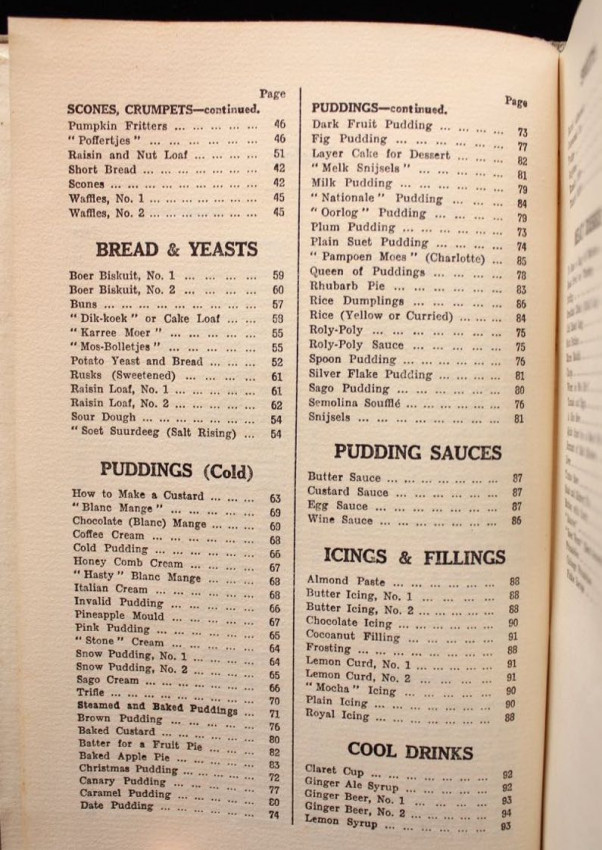 Page
SCONES, CRUMPETS—continued.
Pumpkin Fritters ... ... ... ... ... 46
" Poffertjes " ... ... ... ... ... 46
Raisin and Nut Loaf ... ... ... ... 51
Short Bread ... ... ... ... ... ... 42
Scones ... ... ... ... ... ... ... 42
Waffles, No. 1 ... ... ... ... ... 45
Waffles, No. 2 ... ... ... ... ... 45
BREAD & YEASTS
Boer Biskuit, No. 1 ... ... ... ... 59
Boer Biskuit, No. 2 ... ... ... ... 60
Buns ... ... ... ... ... ... ... ... 57
" Dik-koek " or Cake Loaf ... ... 59
" Karree Moer " ... ... ... ... ... 55
" Mos-Bolletjes " ... ... ... ... ... 55
Potato Yeast and Bread ... ... ... 52
Rusks (Sweetened) ... ... ... ... 61
Raisin Loaf, No. 1 ... ... ... ... 61
Raisin Loaf, No. 2 ... ... ... ... 62
Sour Dough ... ... ... ... ... ... 54
" Soet Suurdeeg (Salt Rising) ... 54
PUDDINGS (Cold)
How to Make a Custard ... ... ... 63
" Blanc Mange " ... ... ... ... ... 69
Chocolate (Blanc) Mange ... ... ... 69
Coffee Cream ... ... ... ... ... ... 68
Cold Pudding ... ... ... ... ... ... 66
Honey Comb Cream ... ... ... ... 67
" Hasty " Blanc Mange ... ... ... 68
Italian Cream ... ... ... ... ... ... 68
Invalid Pudding ... ... ... ... ... 66
Pineapple Mould ... ... ... ... ... 67
Pink Pudding ... ... ... ... ... ... 65
" Stone " Cream ... ... ... ... ... 64
Snow Pudding, No. 1 ... ... ... ... 64
Snow Pudding, No. 2 ... ... ... ... 65
Sago Cream ... ... ... ... ... ... 66
Trifle ... ... ... ... ... ... ... ... 70
Steamed and Baked Puddings ... 71
Brown Pudding ... ... ... ... ... 76
Baked Custard ... ... ... ... ... 80
Batter for a Fruit Pie ... ... ... 82
Baked Apple Pie ... ... ... ... ... 83
Christmas Pudding ... ... ... ... 72
Canary Pudding ... ... ... ... ... 77
Caramel Pudding ... ... ... ... ... 80
Date Pudding ... ... ... ... ... ... 74
Page
PUDDINGS—continued.
Dark Fruit Pudding ... ... ... ... 73
Fig Pudding ... ... ... ... ... ... 77
Layer Cake for Dessert ... ... ... 82
" Melk Snijsels " ... ... ... ... ... 81
Milk Pudding ... ... ... ... ... ... 79
" Nationale " Pudding ... ... ... 84
" Oorlog " Pudding ... ... ... ... 79
Plum Pudding ... ... ... ... ... ... 73
Plain Suet Pudding ... ... ... ... 74
" Pampoen Moes " (Charlotte) ... 85
Queen of Puddings ... ... ... ... 78
Rhubarb Pie ... ... ... ... ... ... 83
Rice Dumplings ... ... ... ... ... 86
Rice (Yellow or Curried) ... ... ... 84
Roly-Poly ... ... ... ... ... ... ... 75
Roly-Poly Sauce ... ... ... ... ... 75
Spoon Pudding ... ... ... ... ... 76
Silver Flake Pudding ... ... ... ... 81
Sago Pudding ... ... ... ... ... ... 80
Semolina Soufflé ... ... ... ... ... 76
Snijsels ... ... ... ... ... ... ... 81
PUDDING SAUCES
Butter Sauce ... ... ... ... ... ... 87
Custard Sauce ... ... ... ... ... ... 87
Egg Sauce ... ... ... ... ... ... ... 87
Wine Sauce ... ... ... ... ... ... 86
ICINGS & FILLINGS
Almond Paste ... ... ... ... ... ... 88
Butter Icing, No. 1 ... ... ... ... 88
Butter Icing, No. 2 ... ... ... ... 88
Chocolate Icing ... ... ... ... ... 90
Cocoanut Filling ... ... ... ... ... 91
Frosting ... ... ... ... ... ... ... 88
Lemon Curd, No. 1 ... ... ... ... 91
Lemon Curd, No. 2 ... ... ... ... 91
" Mocha " Icing ... ... ... ... ... 90
Plain Icing ... ... ... ... ... ... 90
Royal Icing ... ... ... ... ... ... 88
COOL DRINKS
Claret Cup ... ... ... ... ... ... ... 92
Ginger Ale Syrup ... ... ... ... ... 92
Ginger Beer, No. 1 ... ... ... ... 93
Ginger Beer, No. 2 ... ... ... ... 94
Lemon Syrup ... ... ... ... ... ... 93